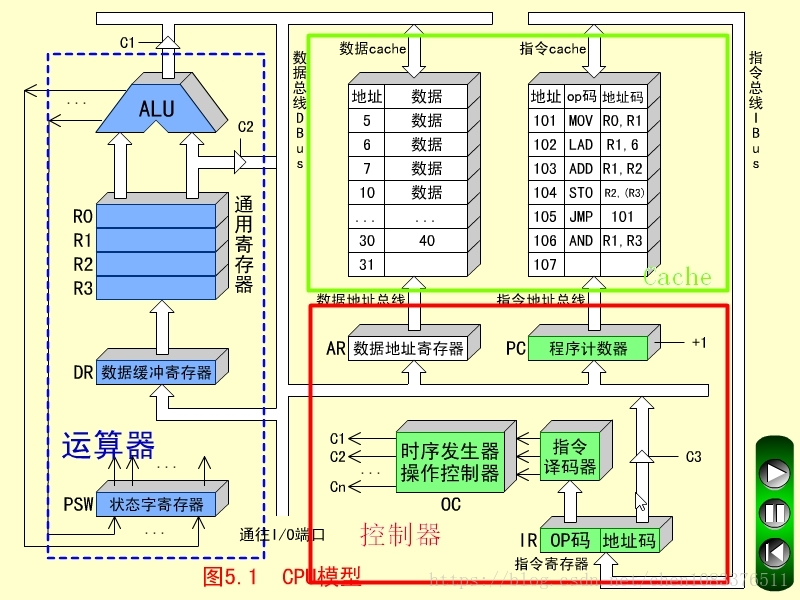 C1
数据总线DBus
数据cache
指令cache
指令总线IBus
...
ALU
C2
地址 数据
5 数据
6 数据
7 数据
10 数据
... ...
30 40
31
地址 op码 地址码
101 MOV R0,R1
102 LAD R1,6
103 ADD R1,R2
104 STO R2,(R3)
105 JMP 101
106 AND R1,R3
107
Cache
R0
R1
R2
R3
通用寄存器
数据地址总线
指令地址总线
AR 数据地址寄存器
PC 程序计数器
+1
DR 数据缓冲寄存器
运算器
...
PSW 状态字寄存器
...
C1
C2
...
Cn
时序发生器
操作控制器
OC
指令
译码器
C3
通往I/O端口
控制器
IR OP码 地址码
指令寄存器
图5.1 CPU模型
https://blog.csdn.net/chen1083376511